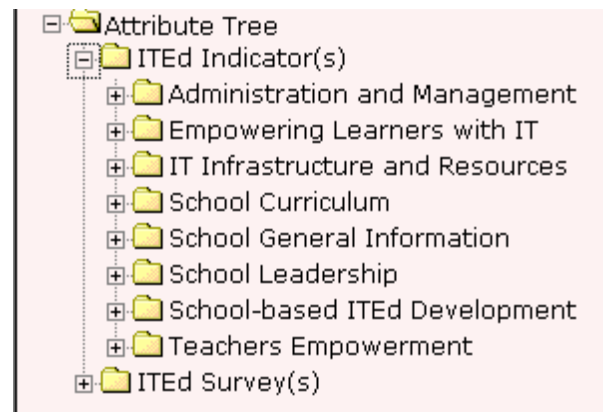 Attribute Tree
ITEd Indicator(s)
Administration and Management
Empowering Learners with IT
IT Infrastructure and Resources
School Curriculum
School General Information
School Leadership
School-based ITEd Development
Teachers Empowerment
ITEd Survey(s)